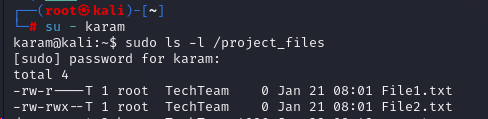 ┌──(root㉿kali)-[~]
└─# su - karam
karam@kali:~$ sudo ls -l /project_files
[sudo] password for karam:
total 4
-rw-r----T 1 root  TechTeam    0 Jan 21 08:01 File1.txt
-rw-rwx--T 1 root  TechTeam    0 Jan 21 08:01 File2.txt